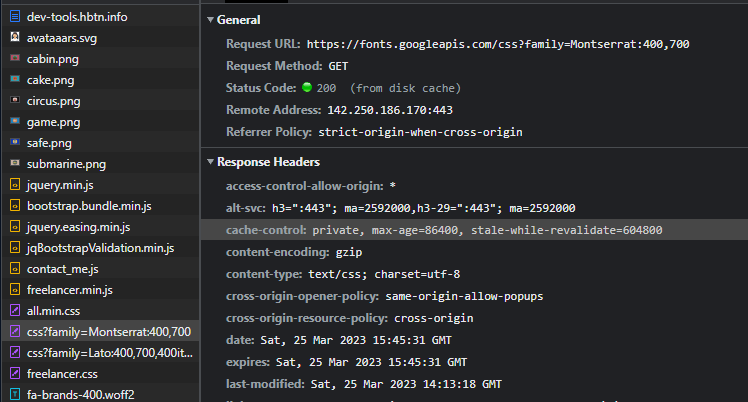 dev-tools.hbtn.info
avataaars.svg
cabin.png
cake.png
circus.png
game.png
safe.png
submarine.png
jquery.min.js
bootstrap.bundle.min.js
jquery.easing.min.js
jqBootstrapValidation.min.js
contact_me.js
freelancer.min.js
all.min.css
css?family=Montserrat:400,700
css?family=Lato:400,700,400it...
freelancer.css
fa-brands-400.woff2
General
Request URL: https://fonts.googleapis.com/css?family=Montserrat:400,700
Request Method: GET
Status Code: 200 (from disk cache)
Remote Address: 142.250.186.170:443
Referrer Policy: strict-origin-when-cross-origin
Response Headers
access-control-allow-origin: *
alt-svc: h3=":443"; ma=2592000,h3-29=":443"; ma=2592000
cache-control: private, max-age=86400, stale-while-revalidate=604800
content-encoding: gzip
content-type: text/css; charset=utf-8
cross-origin-opener-policy: same-origin-allow-popups
cross-origin-resource-policy: cross-origin
date: Sat, 25 Mar 2023 15:45:31 GMT
expires: Sat, 25 Mar 2023 15:45:31 GMT
last-modified: Sat, 25 Mar 2023 14:13:18 GMT